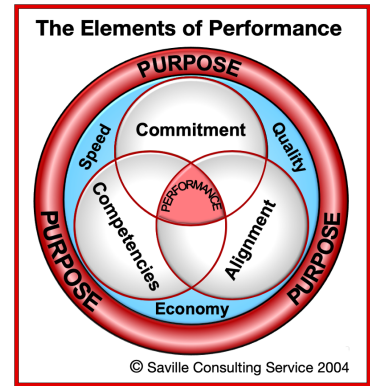 The Elements of Performance
PURPOSE
Speed
Commitment
Quality
PERFORMANCE
Competencies
Alignment
PURPOSE
PURPOSE
Economy
© Saville Consulting Service 2004